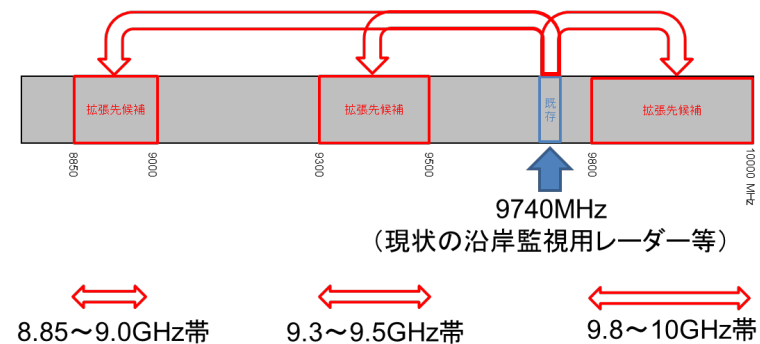 拡張先候補
拡張先候補
既存
拡張先候補
8850
9000
9300
9500
9800
10000 MHz
9740MHz
(現状の沿岸監視用レーダー等)
8.85～9.0GHz帯
9.3～9.5GHz帯
9.8～10GHz帯